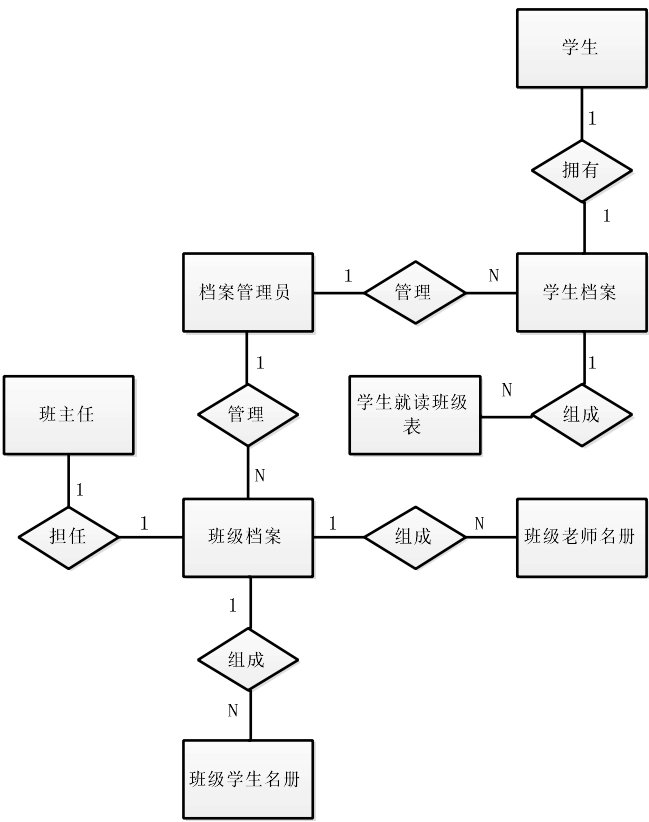 学生
1
拥有
1
档案管理员
1
管理
N
学生档案
1
1
班主任
管理
学生就读班级
表
N
组成
1
N
担任
1
班级档案
1
组成
N
班级老师名册
1
组成
N
班级学生名册